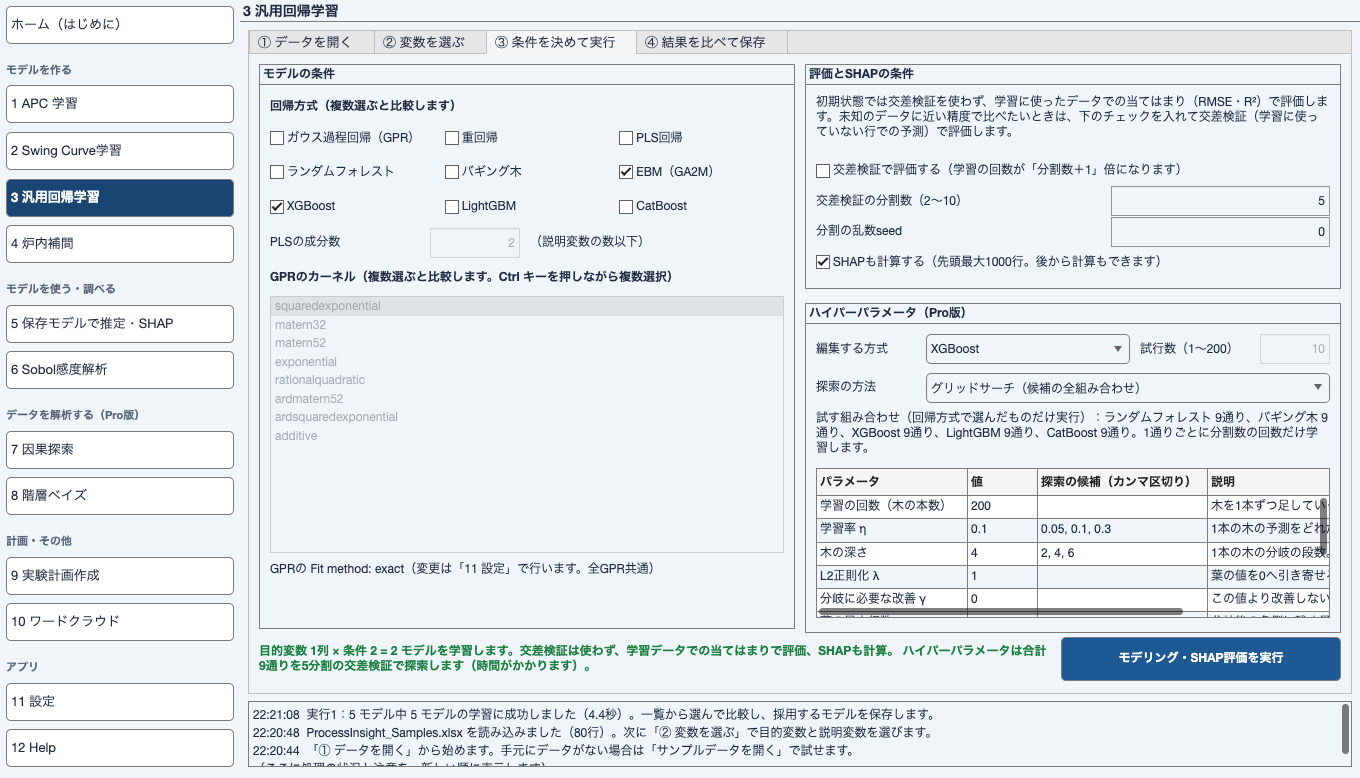 ホーム（はじめに）
モデルを作る
1 APC 学習
2 Swing Curve学習
3 汎用回帰学習
4 炉内補間
モデルを使う・調べる
5 保存モデルで推定・SHAP
6 Sobol感度解析
データを解析する（Pro版）
7 因果探索
8 階層ベイズ
計画・その他
9 実験計画作成
10 ワードクラウド
アプリ
11 設定
12 Help
3 汎用回帰学習
① データを開く
② 変数を選ぶ
③ 条件を決めて実行
④ 結果を比べて保存
モデルの条件
回帰方式（複数選ぶと比較します）
ガウス過程回帰（GPR） 重回帰 PLS回帰
ランダムフォレスト バギング木 EBM（GA2M）
XGBoost LightGBM CatBoost
PLSの成分数 2 （説明変数の数以下）
GPRのカーネル（複数選ぶと比較します。Ctrl キーを押しながら複数選択）
squaredexponential
matern32
matern52
exponential
rationalquadratic
ardmatern52
ardsquaredexponential
additive
GPRの Fit method: exact（変更は「11 設定」で行います。全GPR共通）
評価とSHAPの条件
初期状態では交差検証を使わず、学習に使ったデータでの当てはまり（RMSE・R²）で評価しま
す。未知のデータに近い精度で比べたいときは、下のチェックを入れて交差検証（学習に使っ
ていない行での予測）で評価します。
交差検証で評価する（学習の回数が「分割数＋1」倍になります）
交差検証の分割数（2〜10） 5
分割の乱数seed 0
SHAPも計算する（先頭最大1000行。後から計算もできます）
ハイパーパラメータ（Pro版）
編集する方式 XGBoost 試行数（1〜200） 10
探索の方法 グリッドサーチ（候補の全組み合わせ）
試す組み合わせ（回帰方式で選んだものだけ実行）：ランダムフォレスト 9通り、バギング木 9
通り、XGBoost 9通り、LightGBM 9通り、CatBoost 9通り。1通りごとに分割数の回数だけ学
習します。
パラメータ 値 探索の候補（カンマ区切り） 説明
学習の回数（木の本数） 200 木を1本ずつ足してい
学習率 η 0.1 0.05, 0.1, 0.3 1本の木の予測をどれ
木の深さ 4 2, 4, 6 1本の木の分岐の段数
L2正則化 λ 1 葉の値を0へ引き寄せ
分岐に必要な改善 γ 0 この値より改善しない
目的変数 1列 × 条件 2 = 2 モデルを学習します。交差検証は使わず、学習データでの当てはまりで評価、SHAPも計算。 ハイパーパラメータは合計
9通りを5分割の交差検証で探索します（時間がかかります）。
モデリング・SHAP評価を実行
22:21:08 実行1：5 モデル中 5 モデルの学習に成功しました（4.4秒）。一覧から選んで比較し、採用するモデルを保存します。
22:20:48 ProcessInsight_Samples.xlsx を読み込みました（80行）。次に「② 変数を選ぶ」で目的変数と説明変数を選びます。
22:20:44 「① データを開く」から始めます。手元にデータがない場合は「サンプルデータを開く」で試せます。